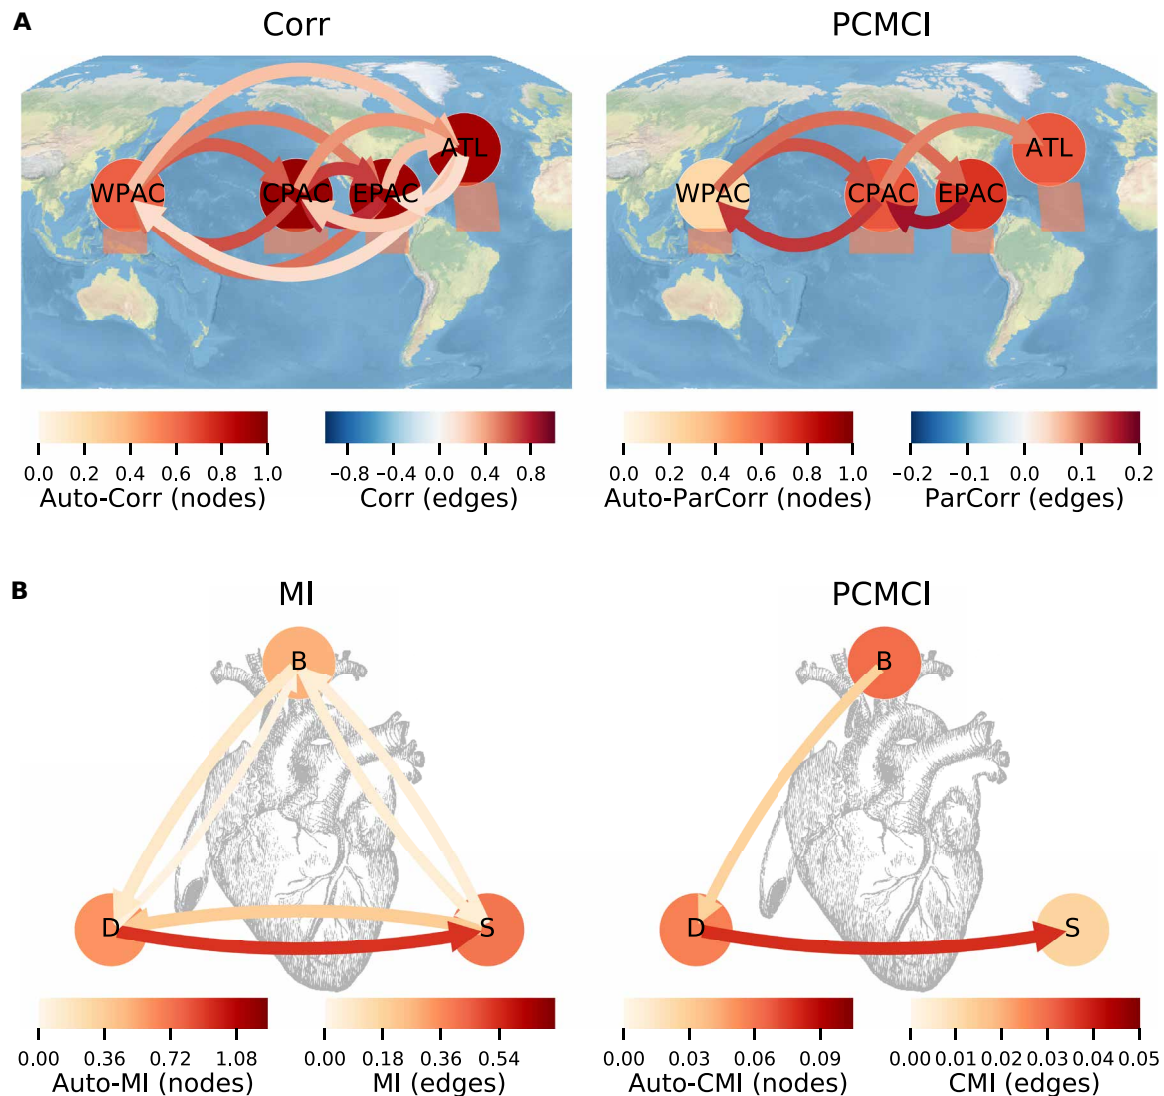 A
Corr
PCMCI
ATL
WPAC
CPAC
EPAC
ATL
WPAC
CPAC
EPAC
0.0 0.2 0.4 0.6 0.8 1.0
Auto-Corr (nodes)
−0.8 −0.4 0.0 0.4 0.8
Corr (edges)
0.0 0.2 0.4 0.6 0.8 1.0
Auto-ParCorr (nodes)
−0.2 −0.1 0.0 0.1 0.2
ParCorr (edges)
B
MI
PCMCI
B
D
S
B
D
S
0.00 0.36 0.72 1.08
Auto-MI (nodes)
0.00 0.18 0.36 0.54
MI (edges)
0.00 0.03 0.06 0.09
Auto-CMI (nodes)
0.00 0.01 0.02 0.03 0.04 0.05
CMI (edges)